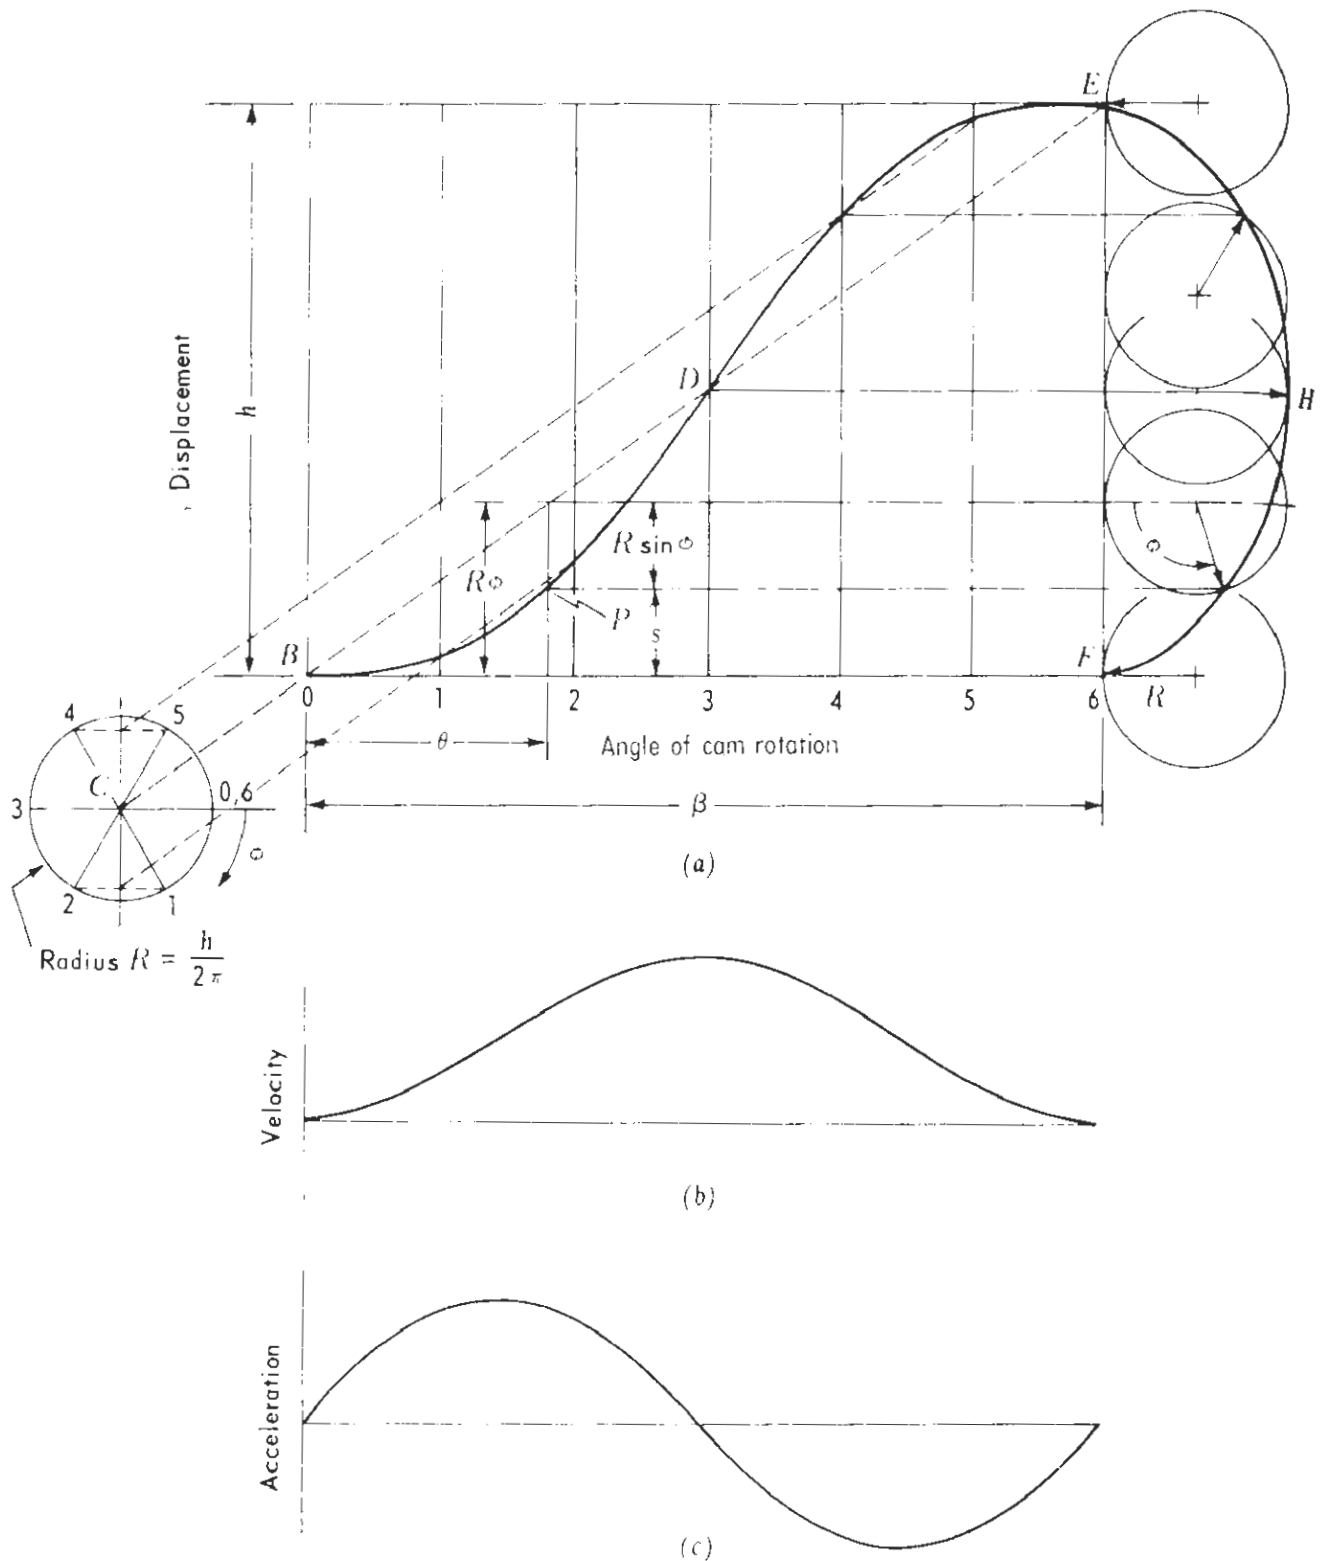 E
H
D
Displacement
h
R sin φ
Rφ
φ
P
s
B
F
R
0 1 2 3 4 5 6
θ
Angle of cam rotation
β
4 5
C
3
0,6
φ
2 1
(a)
Radius R = h/2π
Velocity
(b)
Acceleration
(c)